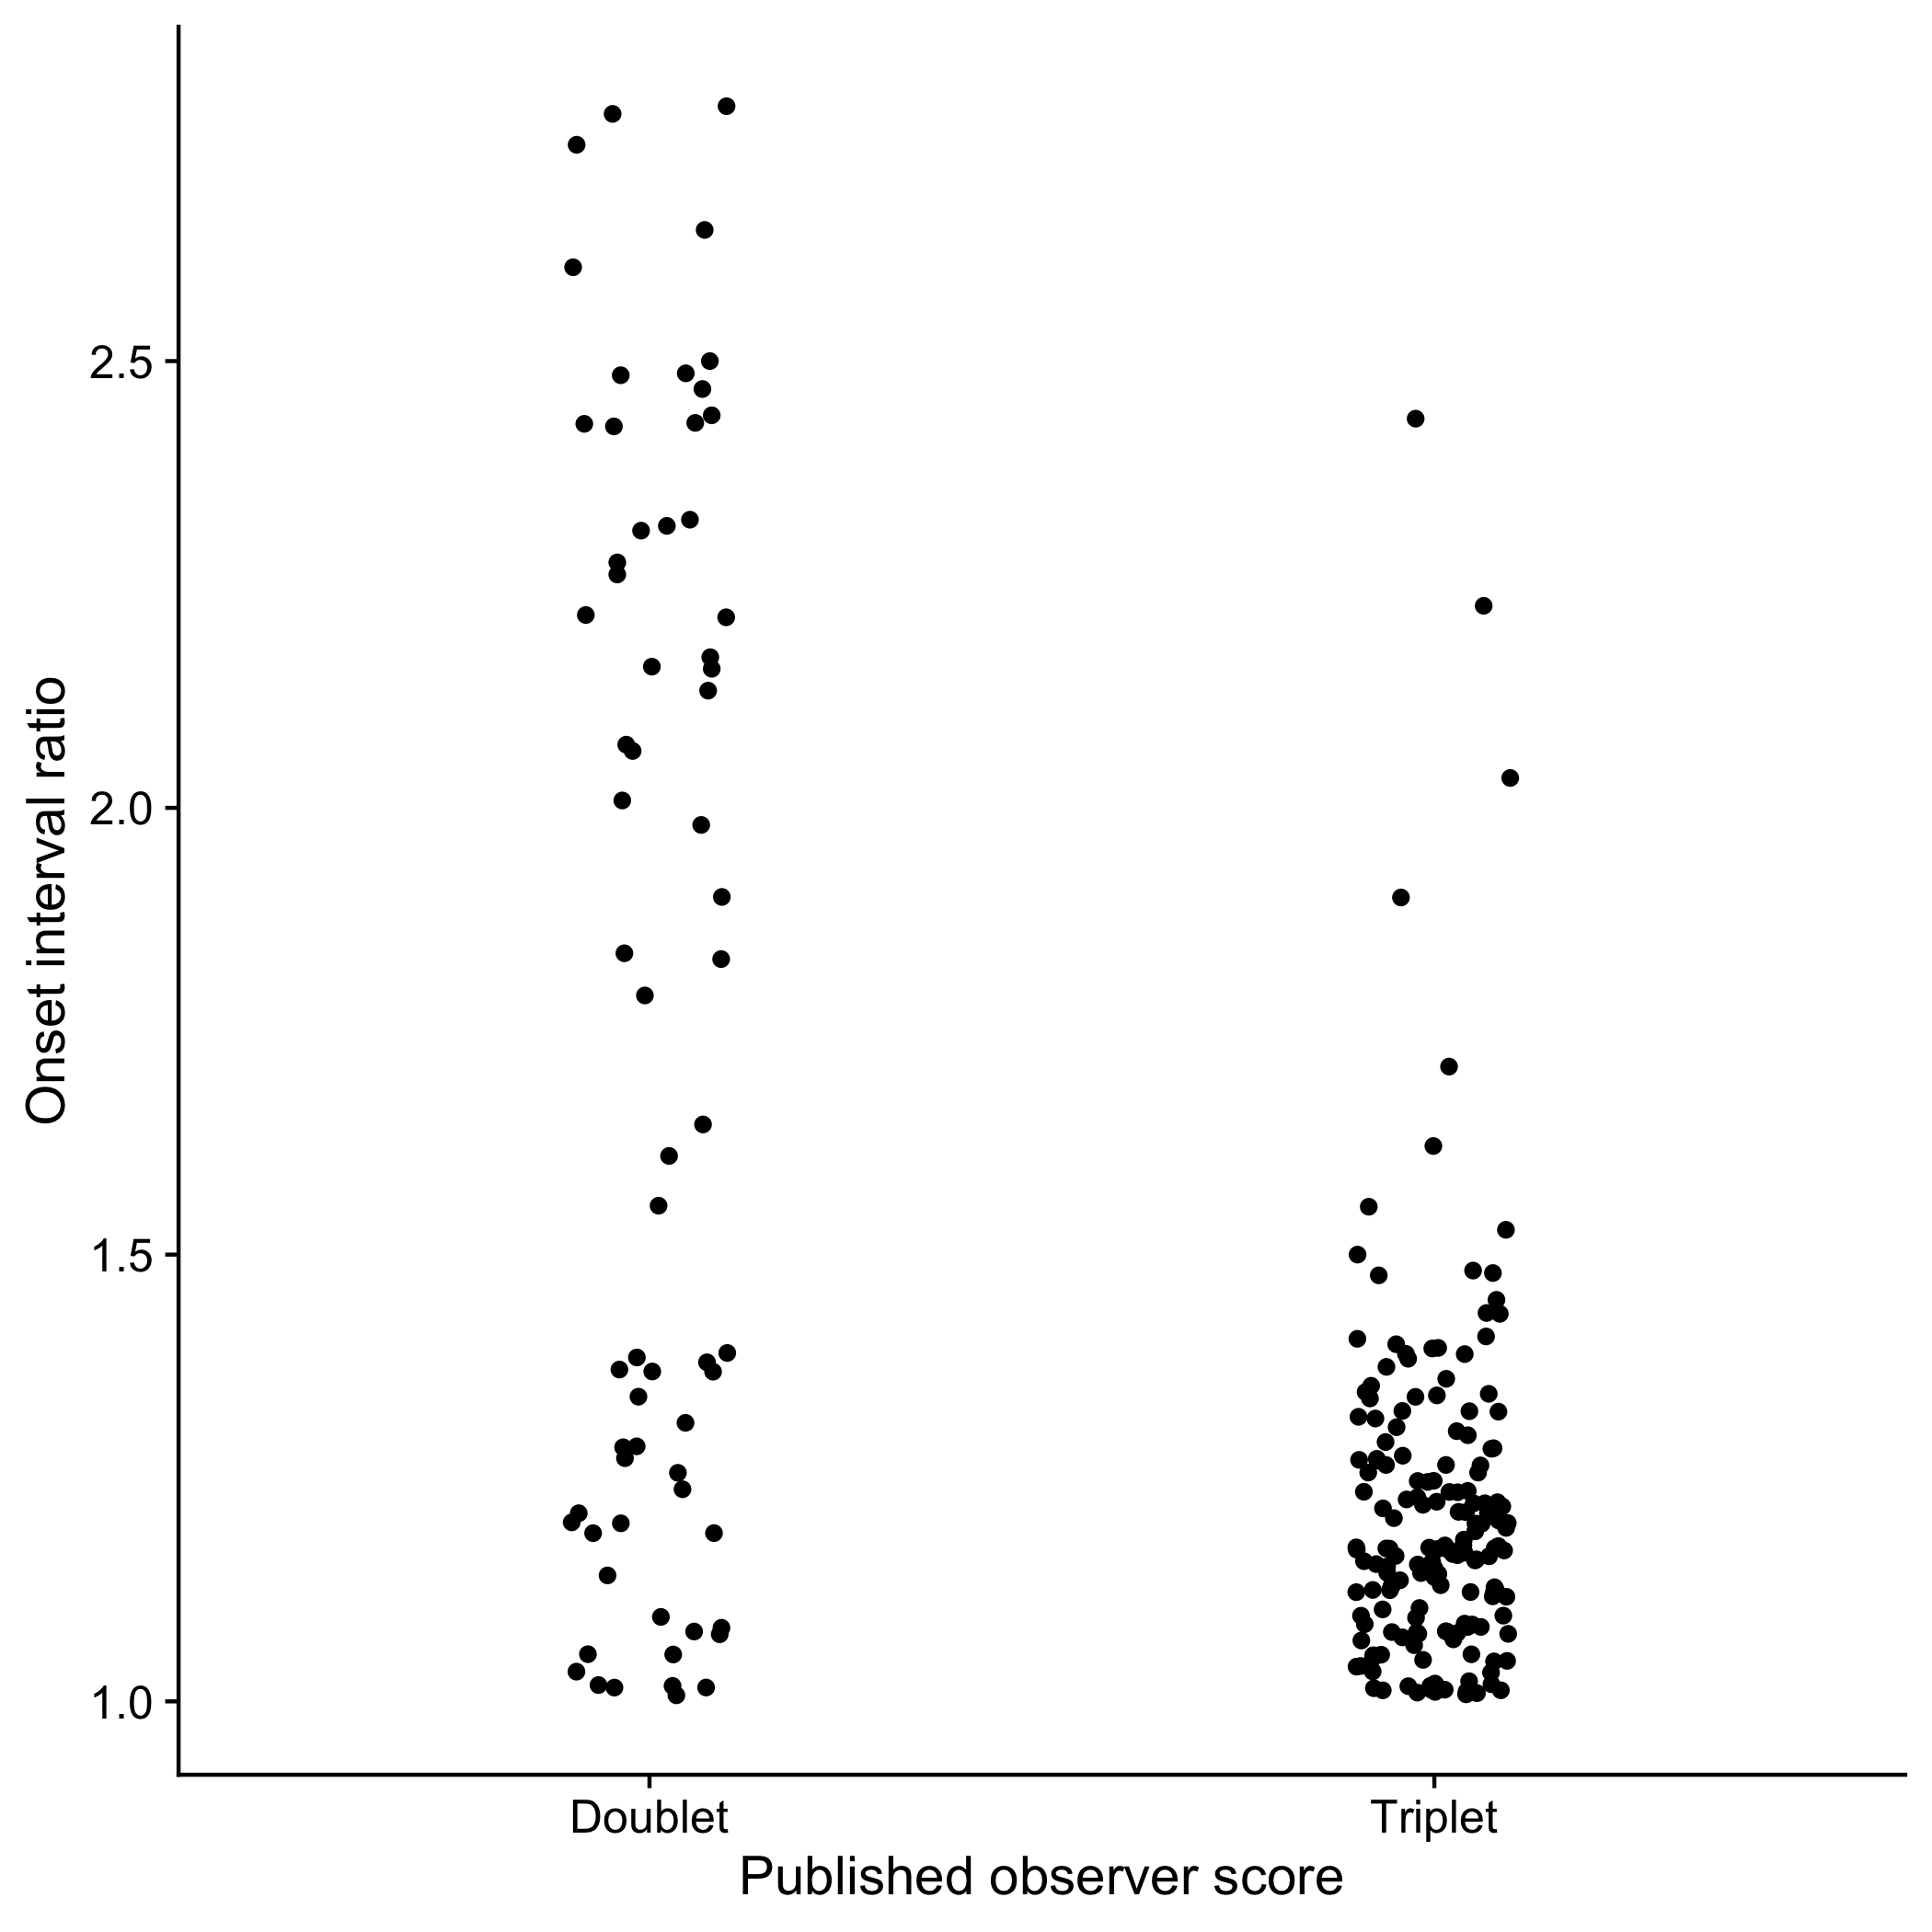 Onset interval ratio
2.5
2.0
1.5
1.0
Doublet
Triplet
Published observer score